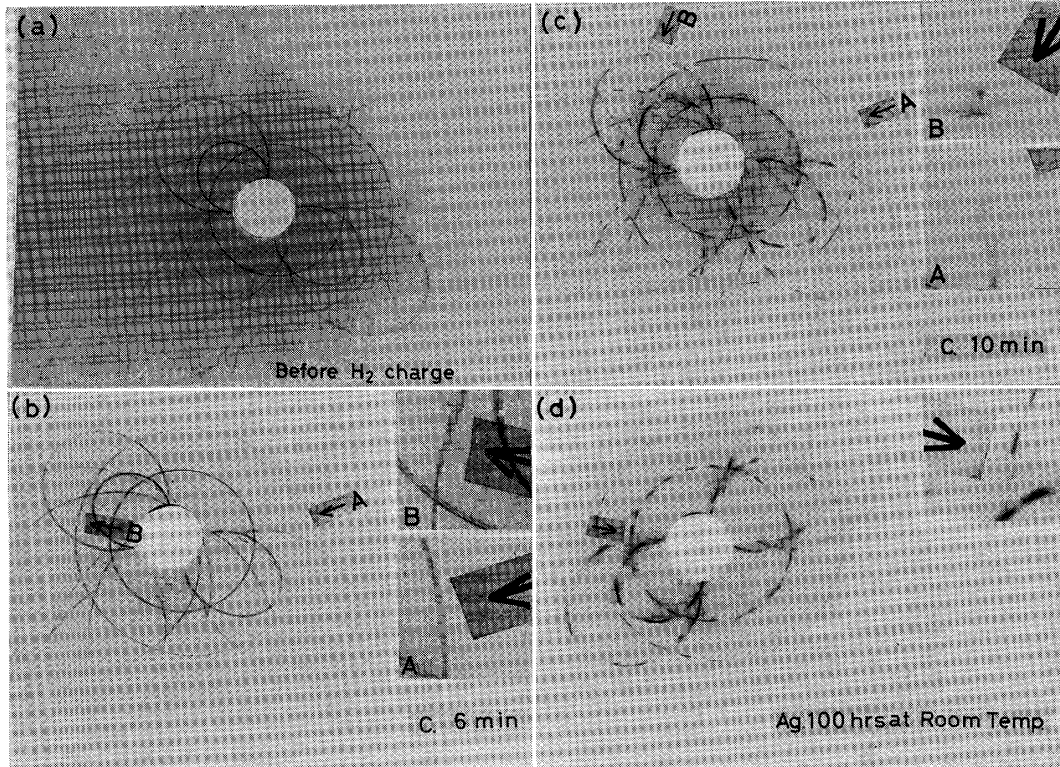 (a)
Before H2 charge
(b)
B
A
B
A
C. 6 min
(c)
B
A
B
A
C. 10 min
(d)
Ag.100 hrs at Room Temp